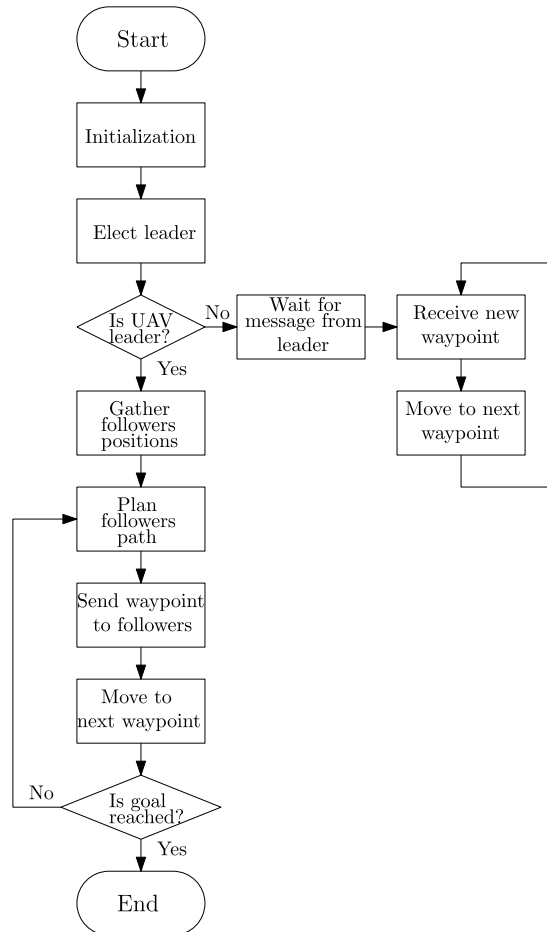 Start
Initialization
Elect leader
Is UAV
leader?
No
Wait for
message from
leader
Receive new
waypoint
Yes
Gather
followers
positions
Move to next
waypoint
Plan
followers
path
Send waypoint
to followers
Move to
next waypoint
No
Is goal
reached?
Yes
End